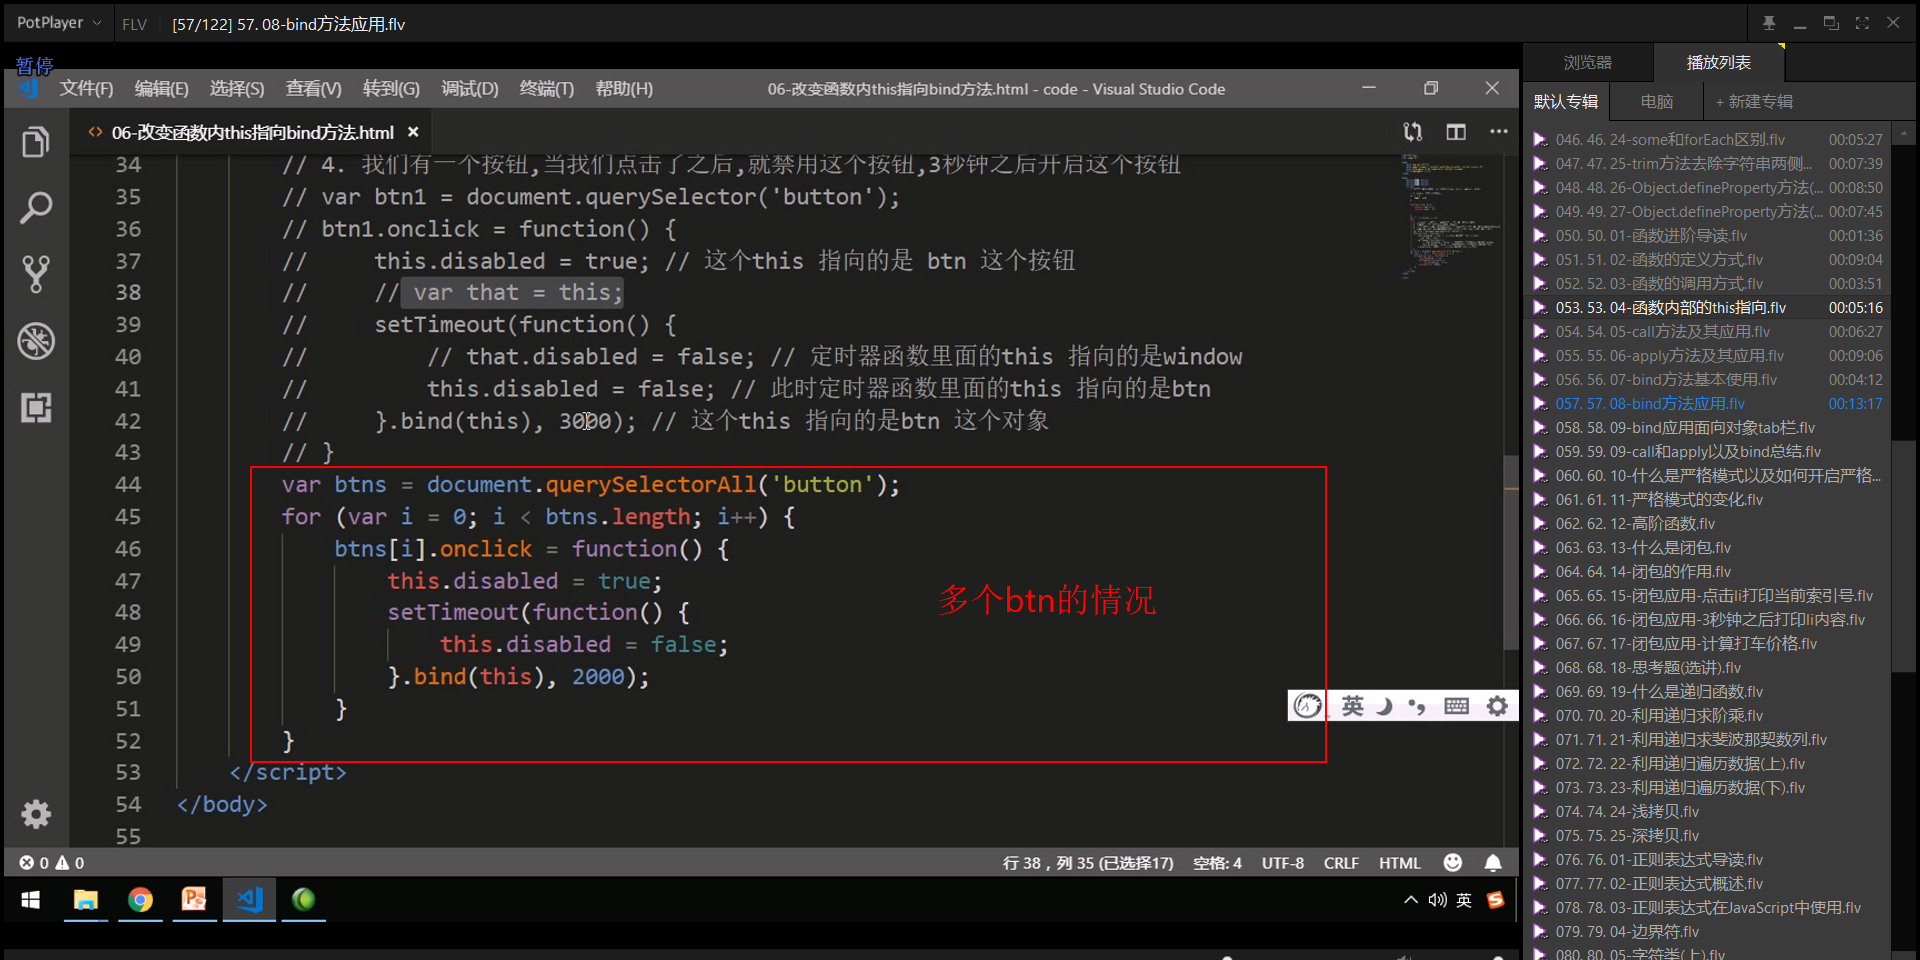 PotPlayer
FLV
[57/122] 57. 08-bind方法应用.flv
暂停
文件(F) 编辑(E) 选择(S) 查看(V) 转到(G) 调试(D) 终端(T) 帮助(H)
06-改变函数内this指向bind方法.html - code - Visual Studio Code
<> 06-改变函数内this指向bind方法.html ×
34 // 4. 我们有一个按钮,当我们点击了之后,就禁用这个按钮,3秒钟之后开启这个按钮
35 // var btn1 = document.querySelector('button');
36 // btn1.onclick = function() {
37 //     this.disabled = true; // 这个this 指向的是 btn 这个按钮
38 //     // var that = this;
39 //     setTimeout(function() {
40 //         // that.disabled = false; // 定时器函数里面的this 指向的是window
41 //         this.disabled = false; // 此时定时器函数里面的this 指向的是btn
42 //     }.bind(this), 3000); // 这个this 指向的是btn 这个对象
43 // }
44 var btns = document.querySelectorAll('button');
45 for (var i = 0; i < btns.length; i++) {
46     btns[i].onclick = function() {
47         this.disabled = true;
48         setTimeout(function() {
49             this.disabled = false;
50         }.bind(this), 2000);
51     }
52 }
53 </script>
54 </body>
55
多个btn的情况
英
0 0
行 38，列 35 (已选择17) 空格: 4 UTF-8 CRLF HTML
英
浏览器 播放列表
默认专辑 电脑 + 新建专辑
046. 46. 24-some和forEach区别.flv 00:05:27
047. 47. 25-trim方法去除字符串两侧... 00:07:39
048. 48. 26-Object.defineProperty方法(... 00:08:50
049. 49. 27-Object.defineProperty方法(... 00:07:45
050. 50. 01-函数进阶导读.flv 00:01:36
051. 51. 02-函数的定义方式.flv 00:09:04
052. 52. 03-函数的调用方式.flv 00:03:51
053. 53. 04-函数内部的this指向.flv 00:05:16
054. 54. 05-call方法及其应用.flv 00:06:27
055. 55. 06-apply方法及其应用.flv 00:09:06
056. 56. 07-bind方法基本使用.flv 00:04:12
057. 57. 08-bind方法应用.flv 00:13:17
058. 58. 09-bind应用面向对象tab栏.flv
059. 59. 09-call和apply以及bind总结.flv
060. 60. 10-什么是严格模式以及如何开启严格...
061. 61. 11-严格模式的变化.flv
062. 62. 12-高阶函数.flv
063. 63. 13-什么是闭包.flv
064. 64. 14-闭包的作用.flv
065. 65. 15-闭包应用-点击li打印当前索引号.flv
066. 66. 16-闭包应用-3秒钟之后打印li内容.flv
067. 67. 17-闭包应用-计算打车价格.flv
068. 68. 18-思考题(选讲).flv
069. 69. 19-什么是递归函数.flv
070. 70. 20-利用递归求阶乘.flv
071. 71. 21-利用递归求斐波那契数列.flv
072. 72. 22-利用递归遍历数据(上).flv
073. 73. 23-利用递归遍历数据(下).flv
074. 74. 24-浅拷贝.flv
075. 75. 25-深拷贝.flv
076. 76. 01-正则表达式导读.flv
077. 77. 02-正则表达式概述.flv
078. 78. 03-正则表达式在JavaScript中使用.flv
079. 79. 04-边界符.flv
080. 80. 05-字符类(上).flv